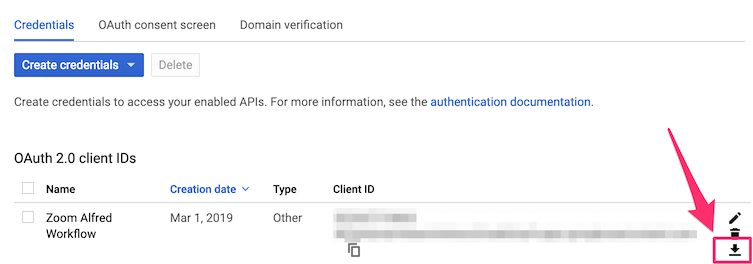 Credentials OAuth consent screen Domain verification
Create credentials Delete
Create credentials to access your enabled APIs. For more information, see the authentication documentation.
OAuth 2.0 client IDs
Name Creation date Type Client ID
Zoom Alfred Mar 1, 2019 Other
Workflow